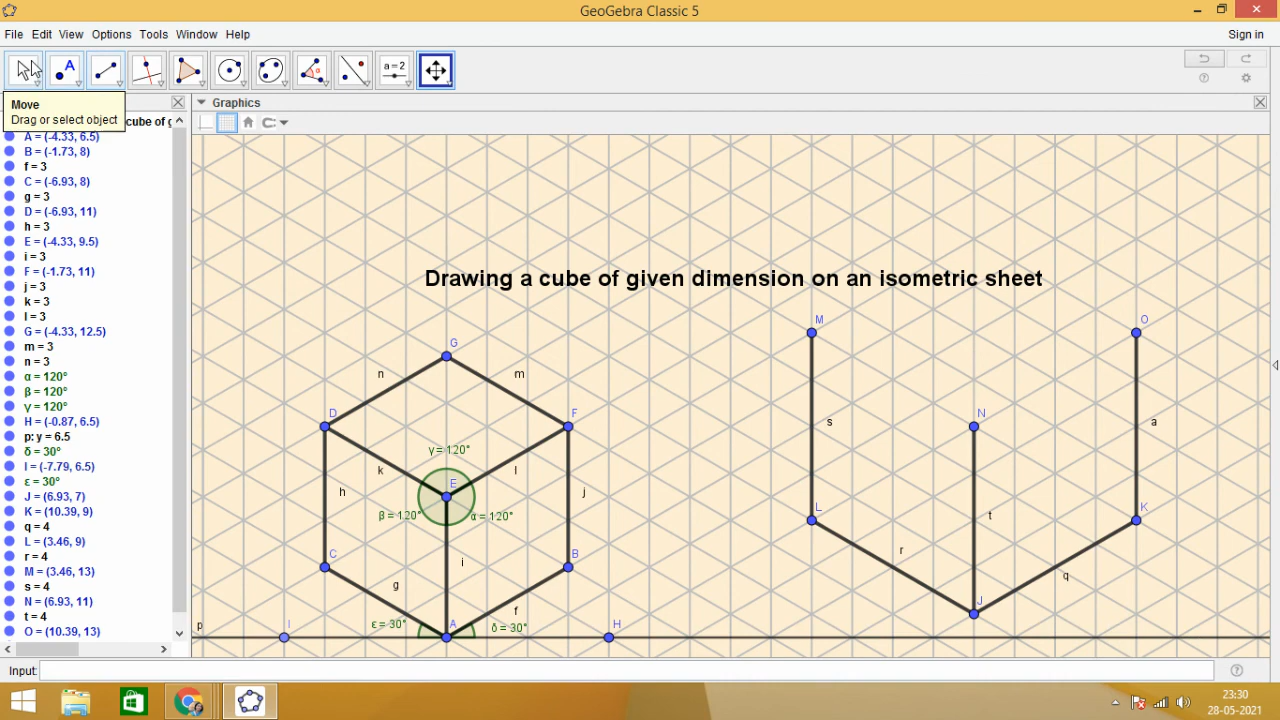 GeoGebra Classic 5
File Edit View Options Tools Window Help
Sign in
A
α
a = 2
Move
Drag or select object
cube of g
Graphics
A = (-4.33, 6.5)
B = (-1.73, 8)
f = 3
C = (-6.93, 8)
g = 3
D = (-6.93, 11)
h = 3
E = (-4.33, 9.5)
i = 3
F = (-1.73, 11)
j = 3
k = 3
l = 3
G = (-4.33, 12.5)
m = 3
n = 3
α = 120°
β = 120°
γ = 120°
H = (-0.87, 6.5)
p: y = 6.5
δ = 30°
I = (-7.79, 6.5)
ε = 30°
J = (6.93, 7)
K = (10.39, 9)
q = 4
L = (3.46, 9)
r = 4
M = (3.46, 13)
s = 4
N = (6.93, 11)
t = 4
O = (10.39, 13)
Drawing a cube of given dimension on an isometric sheet
G
n
m
D
F
γ = 120°
k
l
E
h
j
β = 120°
α = 120°
C
B
i
g
f
ε = 30°
A
δ = 30°
p
I
H
M
O
N
s
a
L
t
K
r
q
J
Input:
23:30
28-05-2021